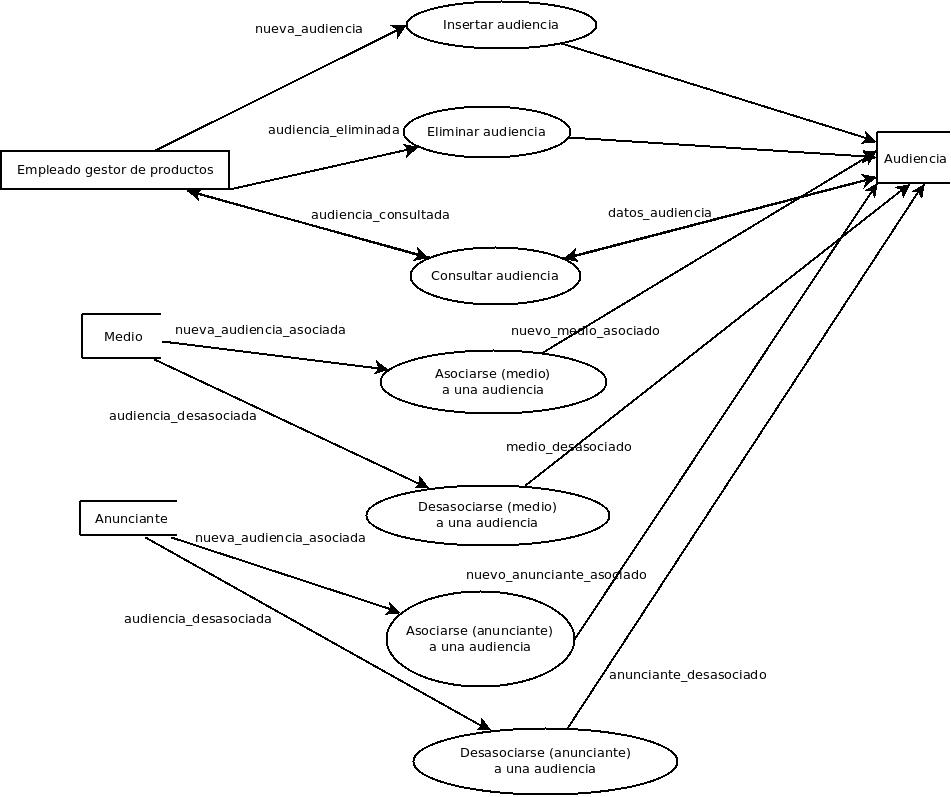 nueva_audiencia
Insertar audiencia
audiencia_eliminada
Eliminar audiencia
Empleado gestor de productos
Audiencia
audiencia_consultada
datos_audiencia
Consultar audiencia
Medio
nueva_audiencia_asociada
nuevo_medio_asociado
Asociarse (medio)
a una audiencia
audiencia_desasociada
medio_desasociado
Desasociarse (medio)
a una audiencia
Anunciante
nueva_audiencia_asociada
nuevo_anunciante_asociado
audiencia_desasociada
Asociarse (anunciante)
a una audiencia
anunciante_desasociado
Desasociarse (anunciante)
a una audiencia